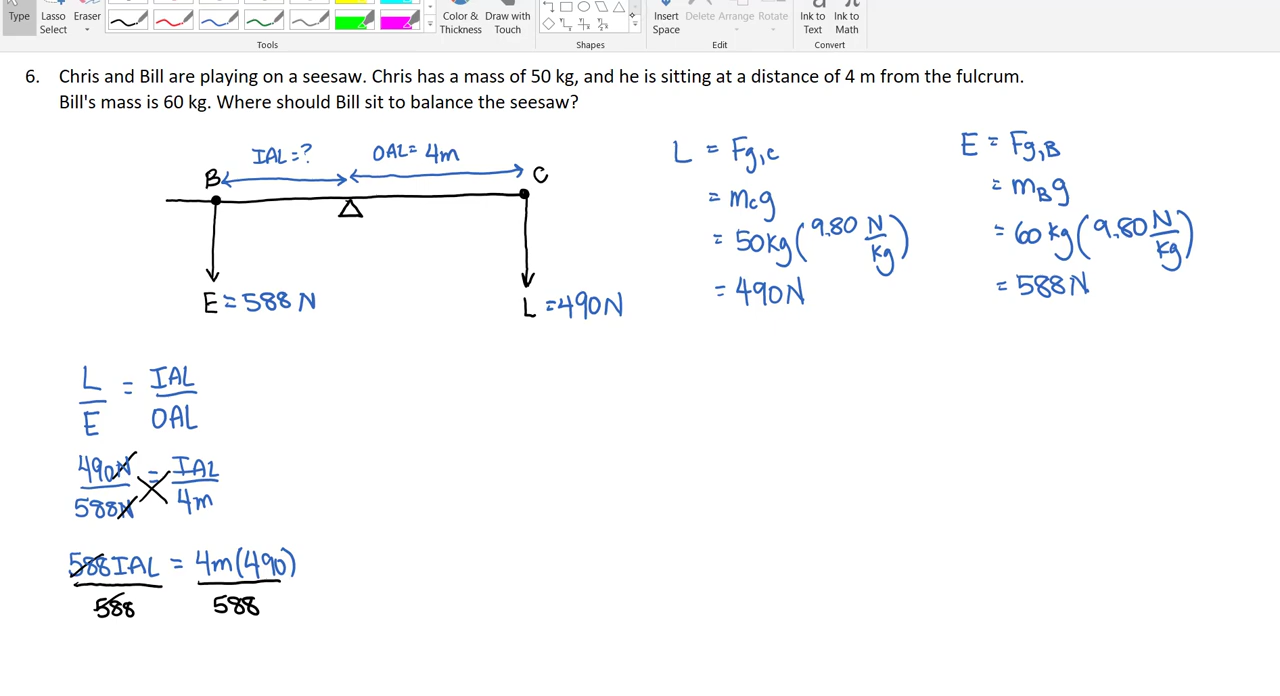 Type
Lasso Select
Eraser
Color & Thickness
Draw with Touch
Insert Space
Delete
Arrange
Rotate
Ink to Text
Ink to Math
Tools
Shapes
Edit
Convert
6. Chris and Bill are playing on a seesaw. Chris has a mass of 50 kg, and he is sitting at a distance of 4 m from the fulcrum.
Bill's mass is 60 kg. Where should Bill sit to balance the seesaw?
IAL=?
OAL=4m
B
C
E = 588 N
L = 490N
L = Fg,c
= mcg
= 50kg(9.80 N/kg)
= 490N
E = Fg,B
= mBg
= 60kg(9.80 N/kg)
= 588N
L/E = IAL/OAL
490N/588N = IAL/4m
588IAL/588 = 4m(490)/588